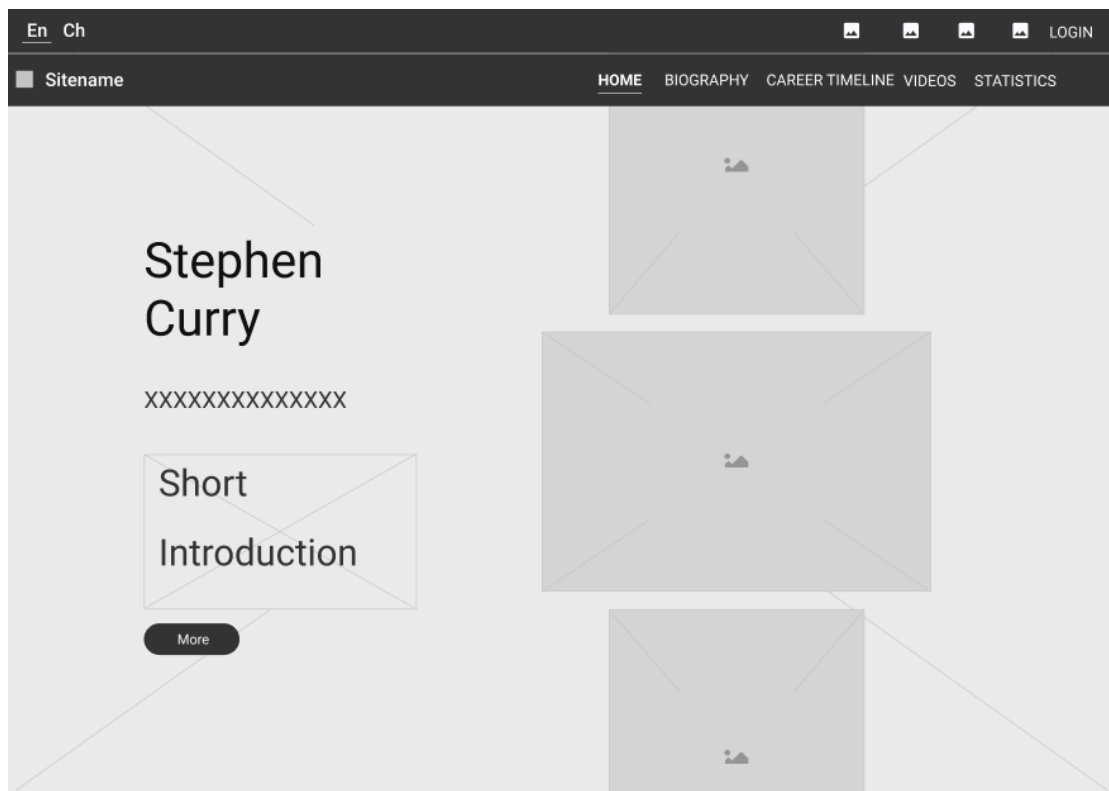 En Ch LOGIN
Sitename HOME BIOGRAPHY CAREER TIMELINE VIDEOS STATISTICS
Stephen
Curry
XXXXXXXXXXXXXX
Short
Introduction
More